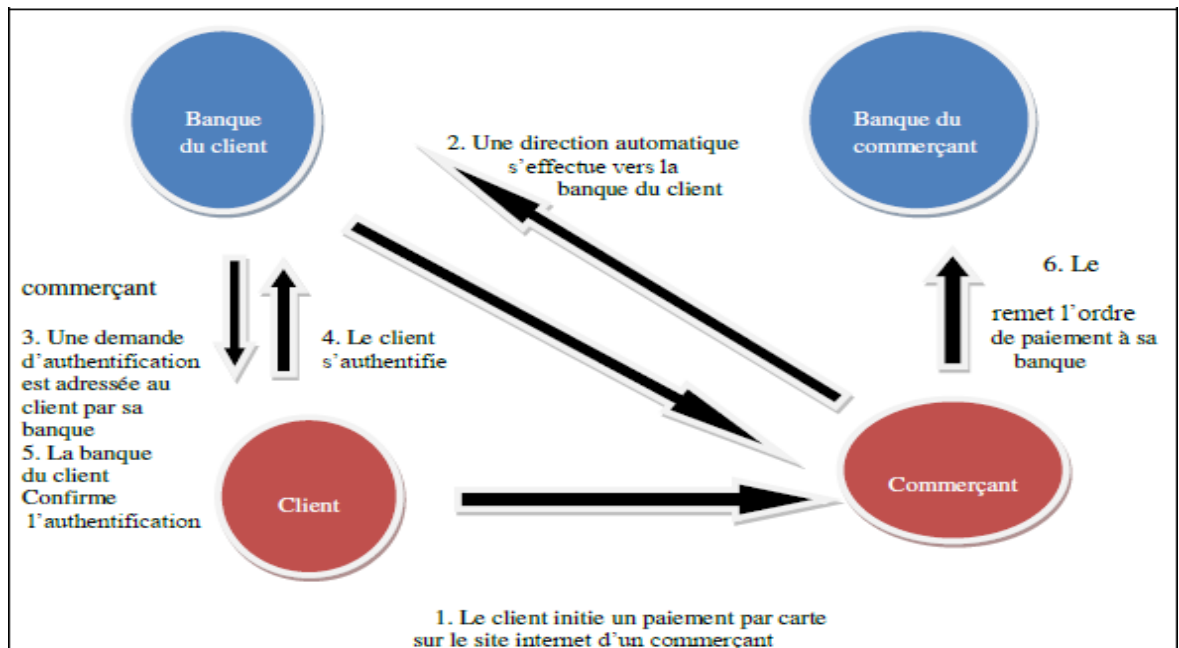 Banque
du client
Banque du
commerçant
2. Une direction automatique
s'effectue vers la
banque du client
commerçant
3. Une demande
d'authentification
est adressée au
client par sa
banque
5. La banque
du client
Confirme
l'authentification
4. Le client
s'authentifie
6. Le
remet l'ordre
de paiement à sa
banque
Client
Commerçant
1. Le client initie un paiement par carte
sur le site internet d'un commerçant